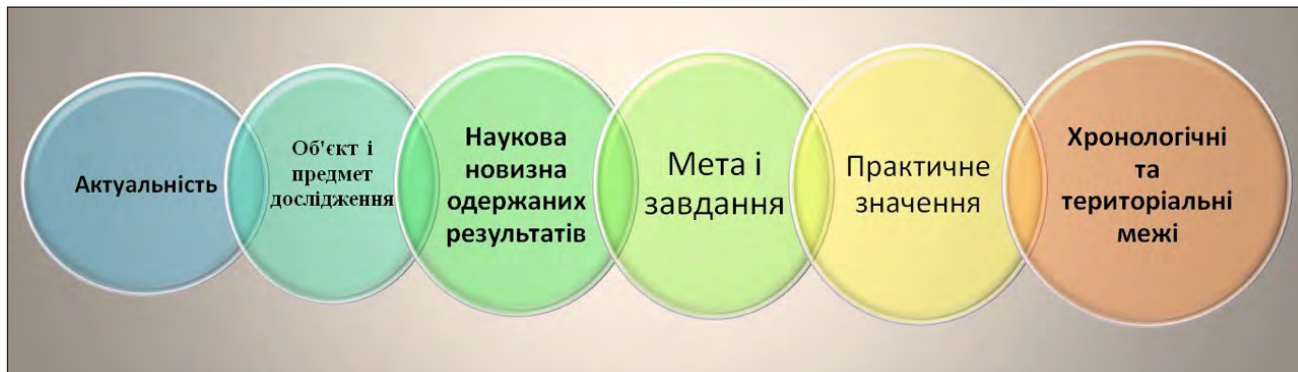 Актуальність
Об'єкт і
предмет
дослідження
Наукова
новизна
одержаних
результатів
Мета і
завдання
Практичне
значення
Хронологічні
та
територіальні
межі